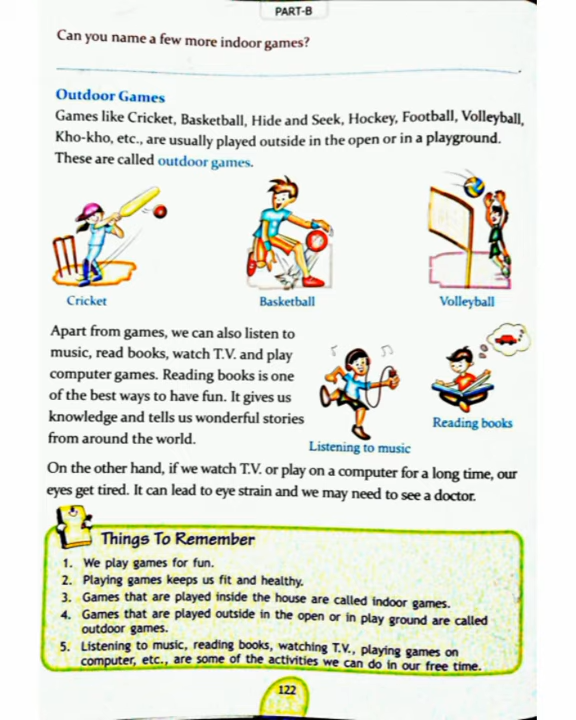 PART-B
Can you name a few more indoor games?
Outdoor Games
Games like Cricket, Basketball, Hide and Seek, Hockey, Football, Volleyball,
Kho-kho, etc., are usually played outside in the open or in a playground.
These are called outdoor games.
Cricket
Basketball
Volleyball
Apart from games, we can also listen to
music, read books, watch T.V. and play
computer games. Reading books is one
of the best ways to have fun. It gives us
knowledge and tells us wonderful stories
from around the world.
Listening to music
Reading books
On the other hand, if we watch T.V. or play on a computer for a long time, our
eyes get tired. It can lead to eye strain and we may need to see a doctor.
Things To Remember
1. We play games for fun.
2. Playing games keeps us fit and healthy.
3. Games that are played inside the house are called indoor games.
4. Games that are played outside in the open or in play ground are called
outdoor games.
5. Listening to music, reading books, watching T.V., playing games on
computer, etc., are some of the activities we can do in our free time.
122